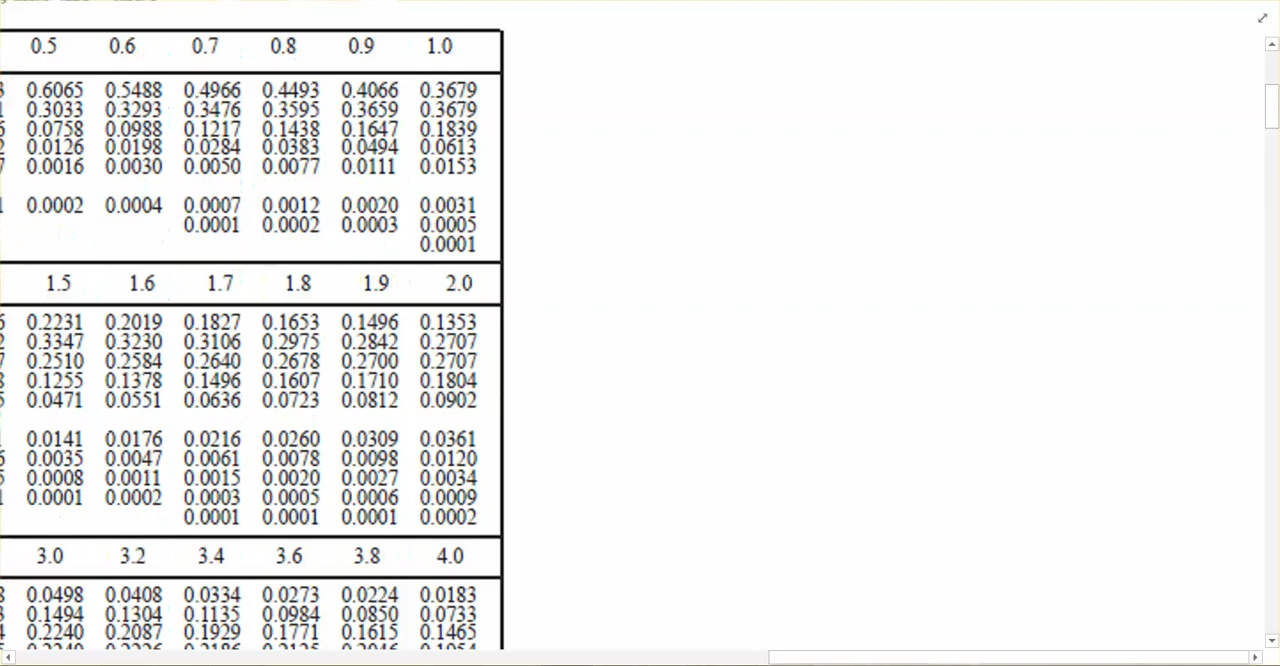 0.5 0.6 0.7 0.8 0.9 1.0
0.6065 0.5488 0.4966 0.4493 0.4066 0.3679
0.3033 0.3293 0.3476 0.3595 0.3659 0.3679
0.0758 0.0988 0.1217 0.1438 0.1647 0.1839
0.0126 0.0198 0.0284 0.0383 0.0494 0.0613
0.0016 0.0030 0.0050 0.0077 0.0111 0.0153
0.0002 0.0004 0.0007 0.0012 0.0020 0.0031
0.0001 0.0002 0.0003 0.0005
0.0001
1.5 1.6 1.7 1.8 1.9 2.0
0.2231 0.2019 0.1827 0.1653 0.1496 0.1353
0.3347 0.3230 0.3106 0.2975 0.2842 0.2707
0.2510 0.2584 0.2640 0.2678 0.2700 0.2707
0.1255 0.1378 0.1496 0.1607 0.1710 0.1804
0.0471 0.0551 0.0636 0.0723 0.0812 0.0902
0.0141 0.0176 0.0216 0.0260 0.0309 0.0361
0.0035 0.0047 0.0061 0.0078 0.0098 0.0120
0.0008 0.0011 0.0015 0.0020 0.0027 0.0034
0.0001 0.0002 0.0003 0.0005 0.0006 0.0009
0.0001 0.0001 0.0001 0.0002
3.0 3.2 3.4 3.6 3.8 4.0
0.0498 0.0408 0.0334 0.0273 0.0224 0.0183
0.1494 0.1304 0.1135 0.0984 0.0850 0.0733
0.2240 0.2087 0.1929 0.1771 0.1615 0.1465